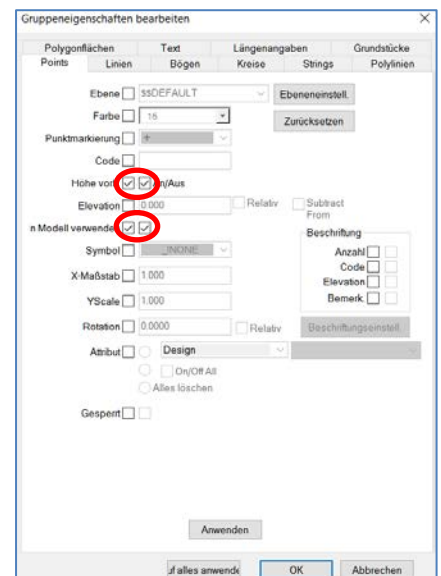 Gruppeneigenschaften bearbeiten
Polygonflächen Text Längenangaben Grundstücke
Points Linien Bögen Kreise Strings Polylinien
Ebene $$DEFAULT Ebeneneinstell.
Farbe 16 Zurücksetzen
Punktmarkierung +
Code
Höhe An/Aus
Elevation 0.000 Relativ Subtract From
n Modell verwende
Beschriftung
Symbol _INONE Anzahl
Code
X-Maßstab 1.000 Elevation
YScale 1.000 Bemerk.
Rotation 0.0000 Relativ Beschriftungseinstell.
Attribut Design
On/Off All
Alles löschen
Gesperrt
Anwenden
uf alles anwende OK Abbrechen